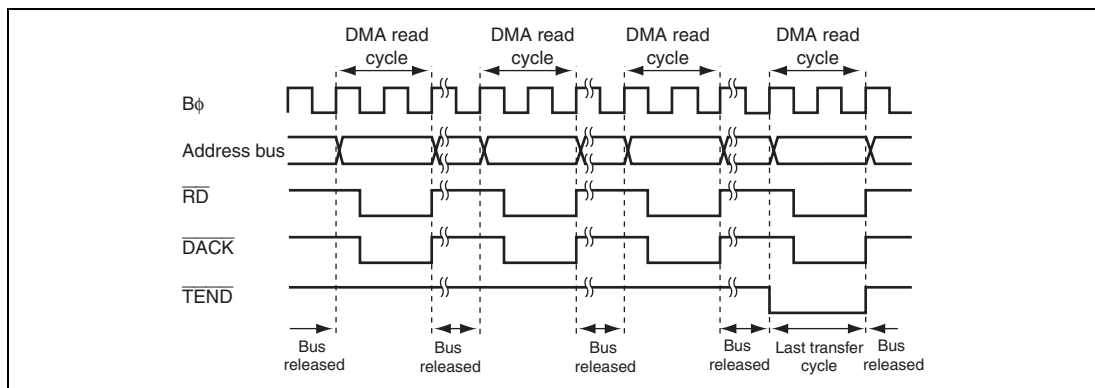 DMA read cycle
DMA read cycle
DMA read cycle
DMA read cycle
Bφ
Address bus
RD
DACK
TEND
Bus released
Bus released
Bus released
Bus released
Last transfer cycle
Bus released